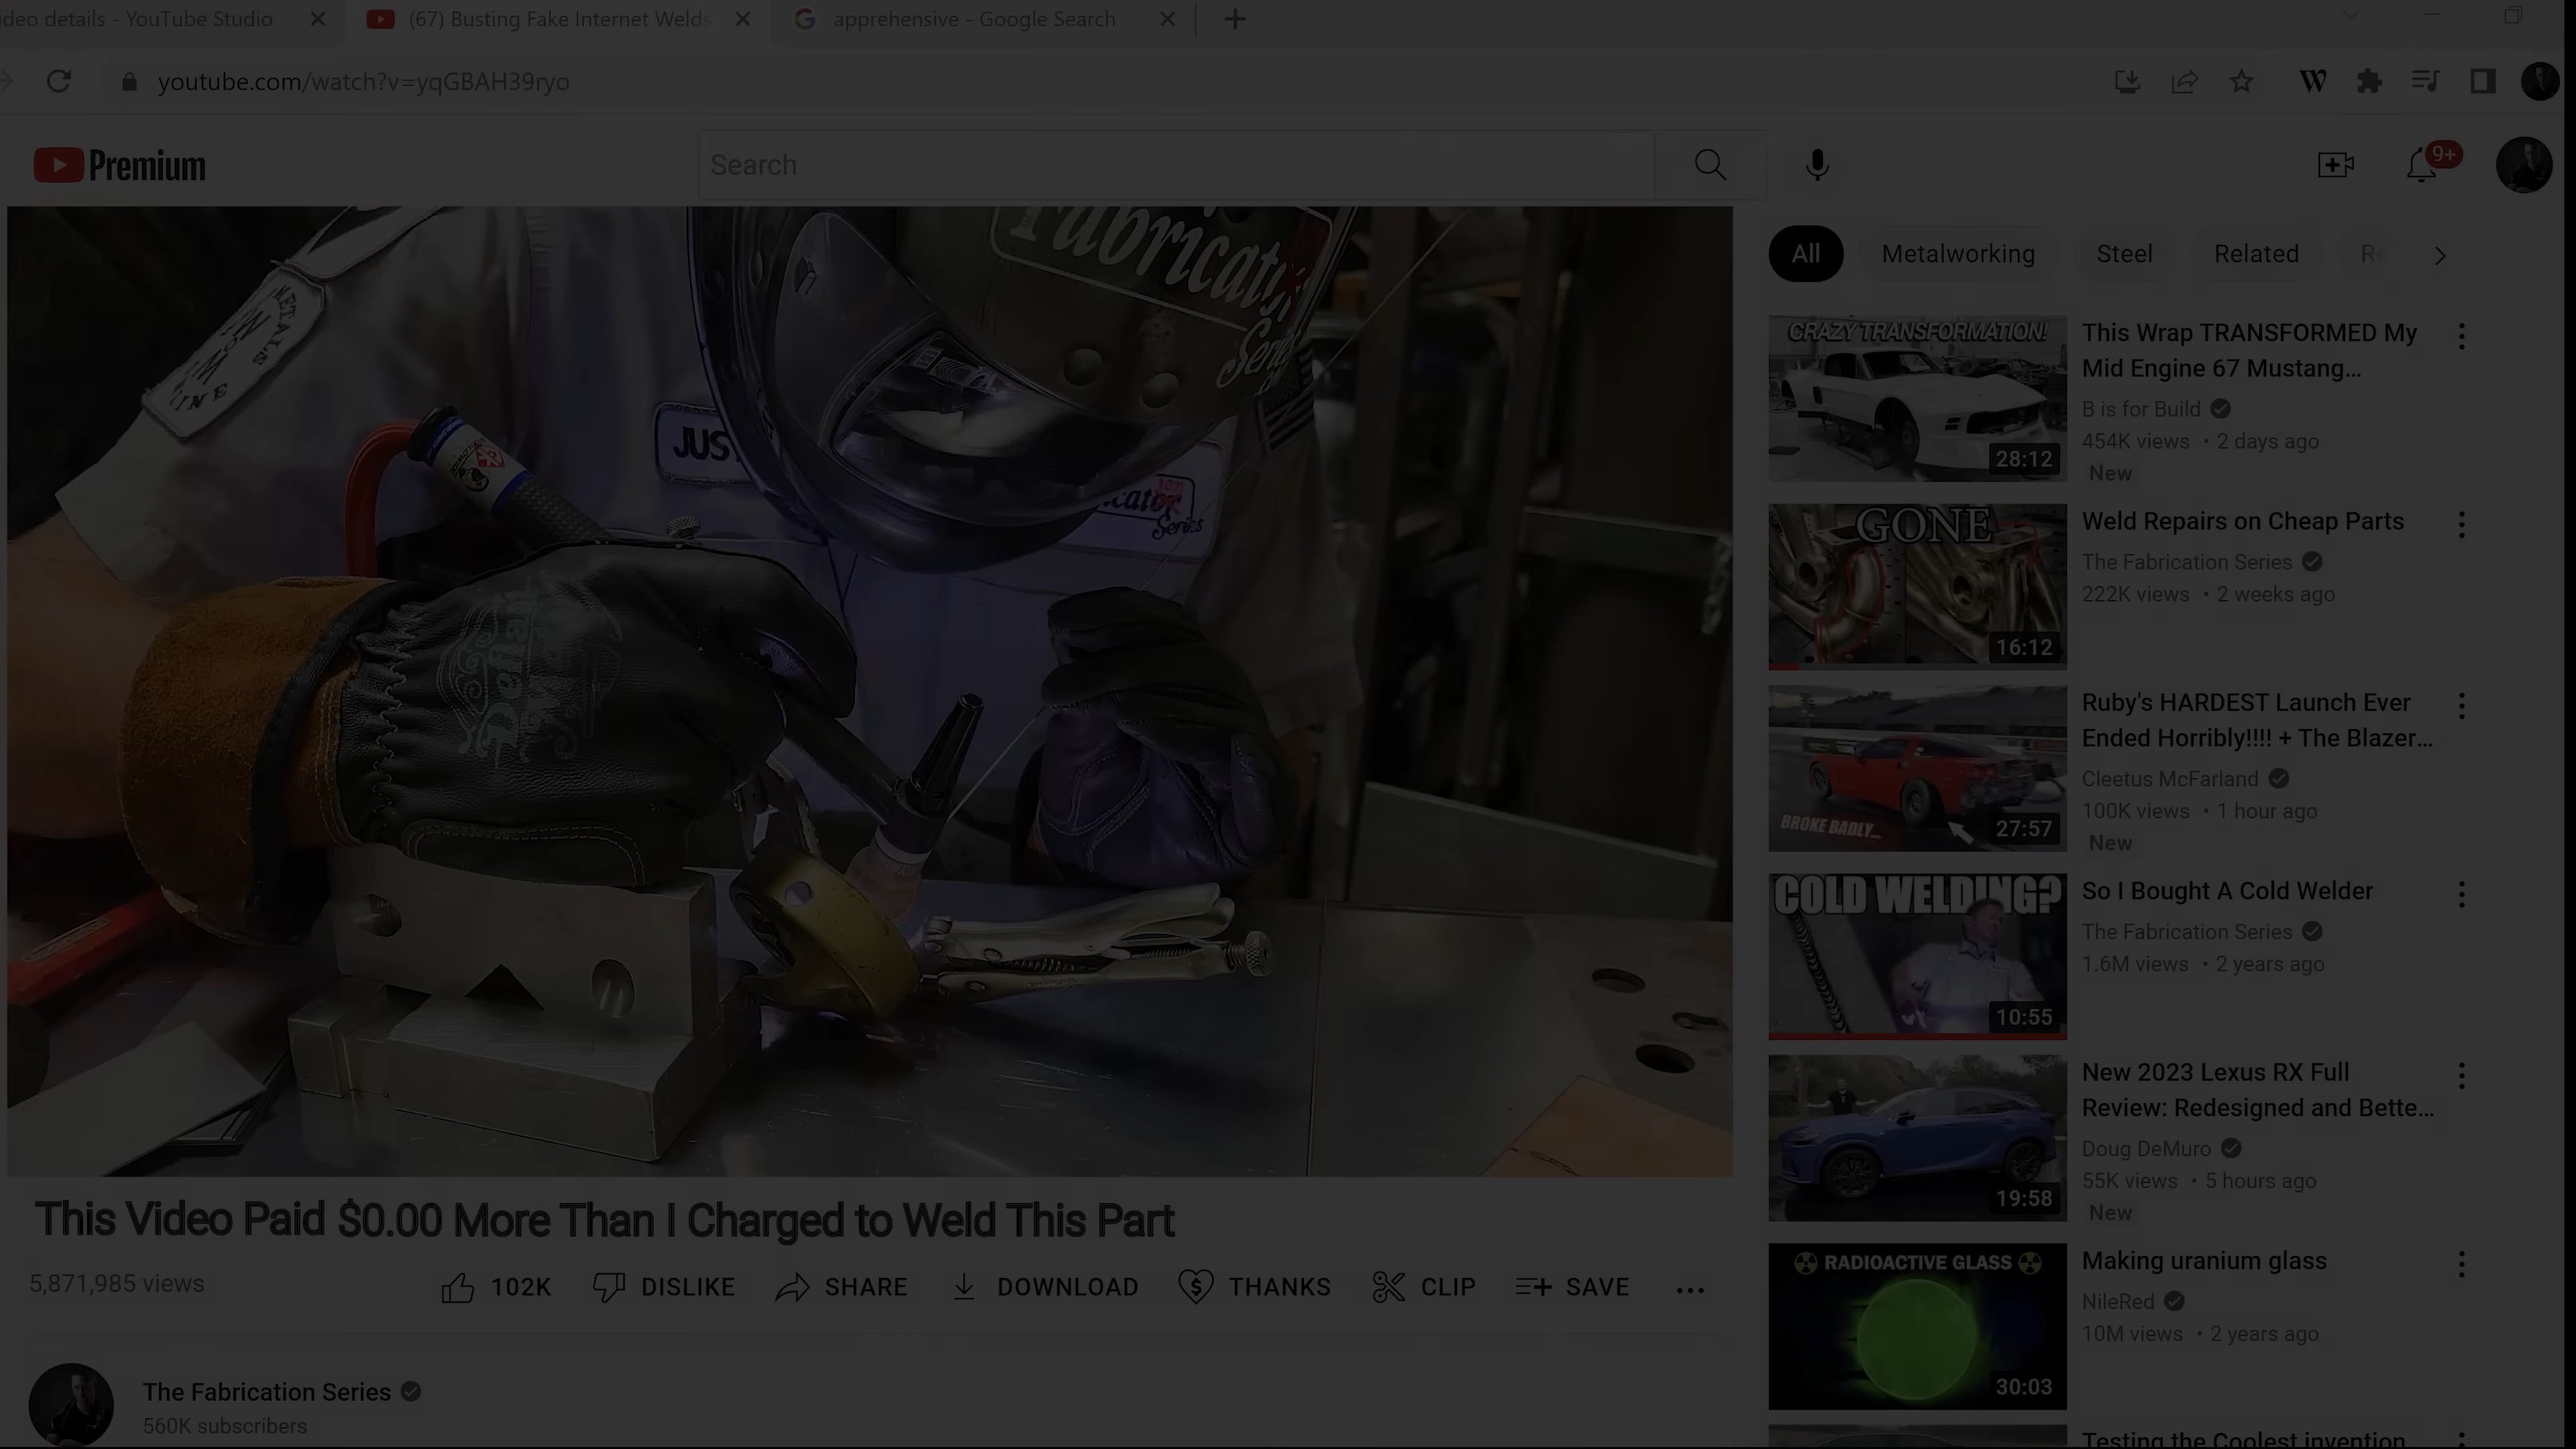 ideo details - YouTube Studio
(67) Busting Fake Internet Welds
apprehensive - Google Search
youtube.com/watch?v=yqGBAH39ryo
W
Premium
Search
9+
Fabricat
Series
METALS
JUS
Series
All
Metalworking
Steel
Related
Re
CRAZY TRANSFORMATION!
28:12
This Wrap TRANSFORMED My
Mid Engine 67 Mustang...
B is for Build
454K views • 2 days ago
New
GONE
16:12
Weld Repairs on Cheap Parts
The Fabrication Series
222K views • 2 weeks ago
BROKE BADLY...
27:57
Ruby's HARDEST Launch Ever
Ended Horribly!!!! + The Blazer...
Cleetus McFarland
100K views • 1 hour ago
New
COLD WELDING?
10:55
So I Bought A Cold Welder
The Fabrication Series
1.6M views • 2 years ago
19:58
New 2023 Lexus RX Full
Review: Redesigned and Bette...
Doug DeMuro
55K views • 5 hours ago
New
RADIOACTIVE GLASS
30:03
Making uranium glass
NileRed
10M views • 2 years ago
Testing the Coolest invention
This Video Paid $0.00 More Than I Charged to Weld This Part
5,871,985 views
102K
DISLIKE
SHARE
DOWNLOAD
THANKS
CLIP
SAVE
The Fabrication Series
560K subscribers